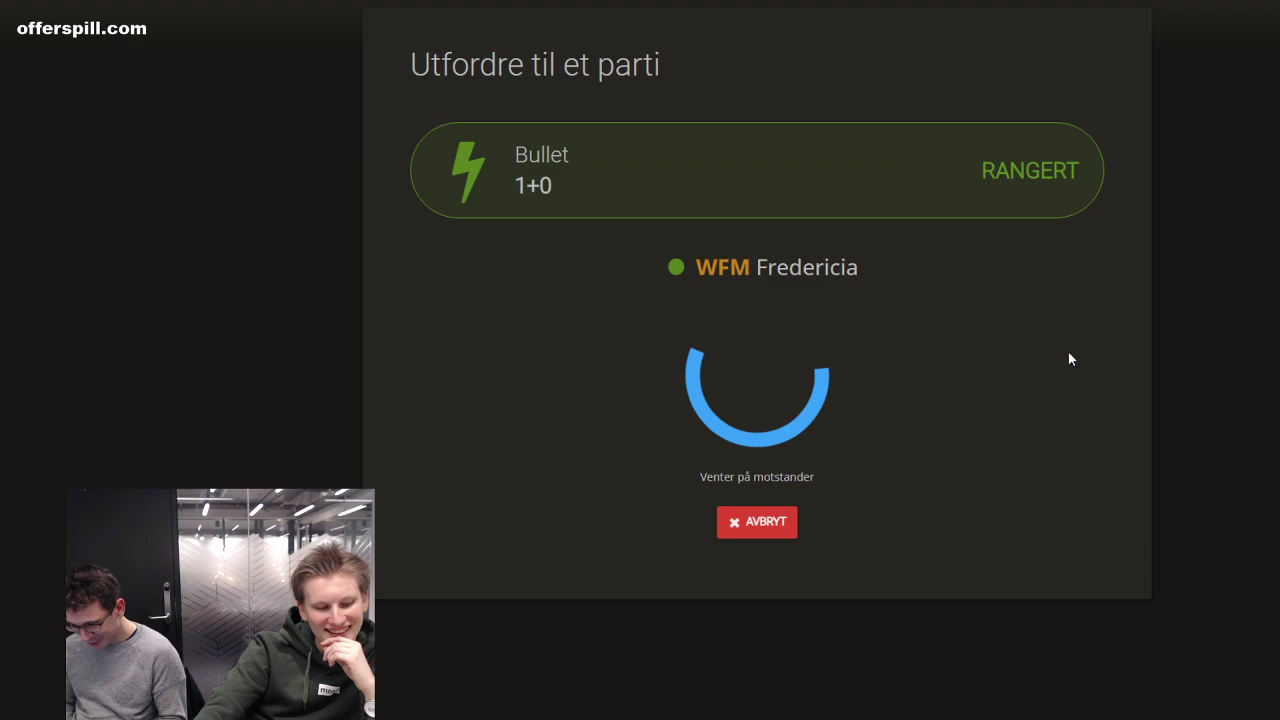 offerspill.com
Utfordre til et parti
Bullet
1+0
RANGERT
WFM Fredericia
Venter på motstander
AVBRYT